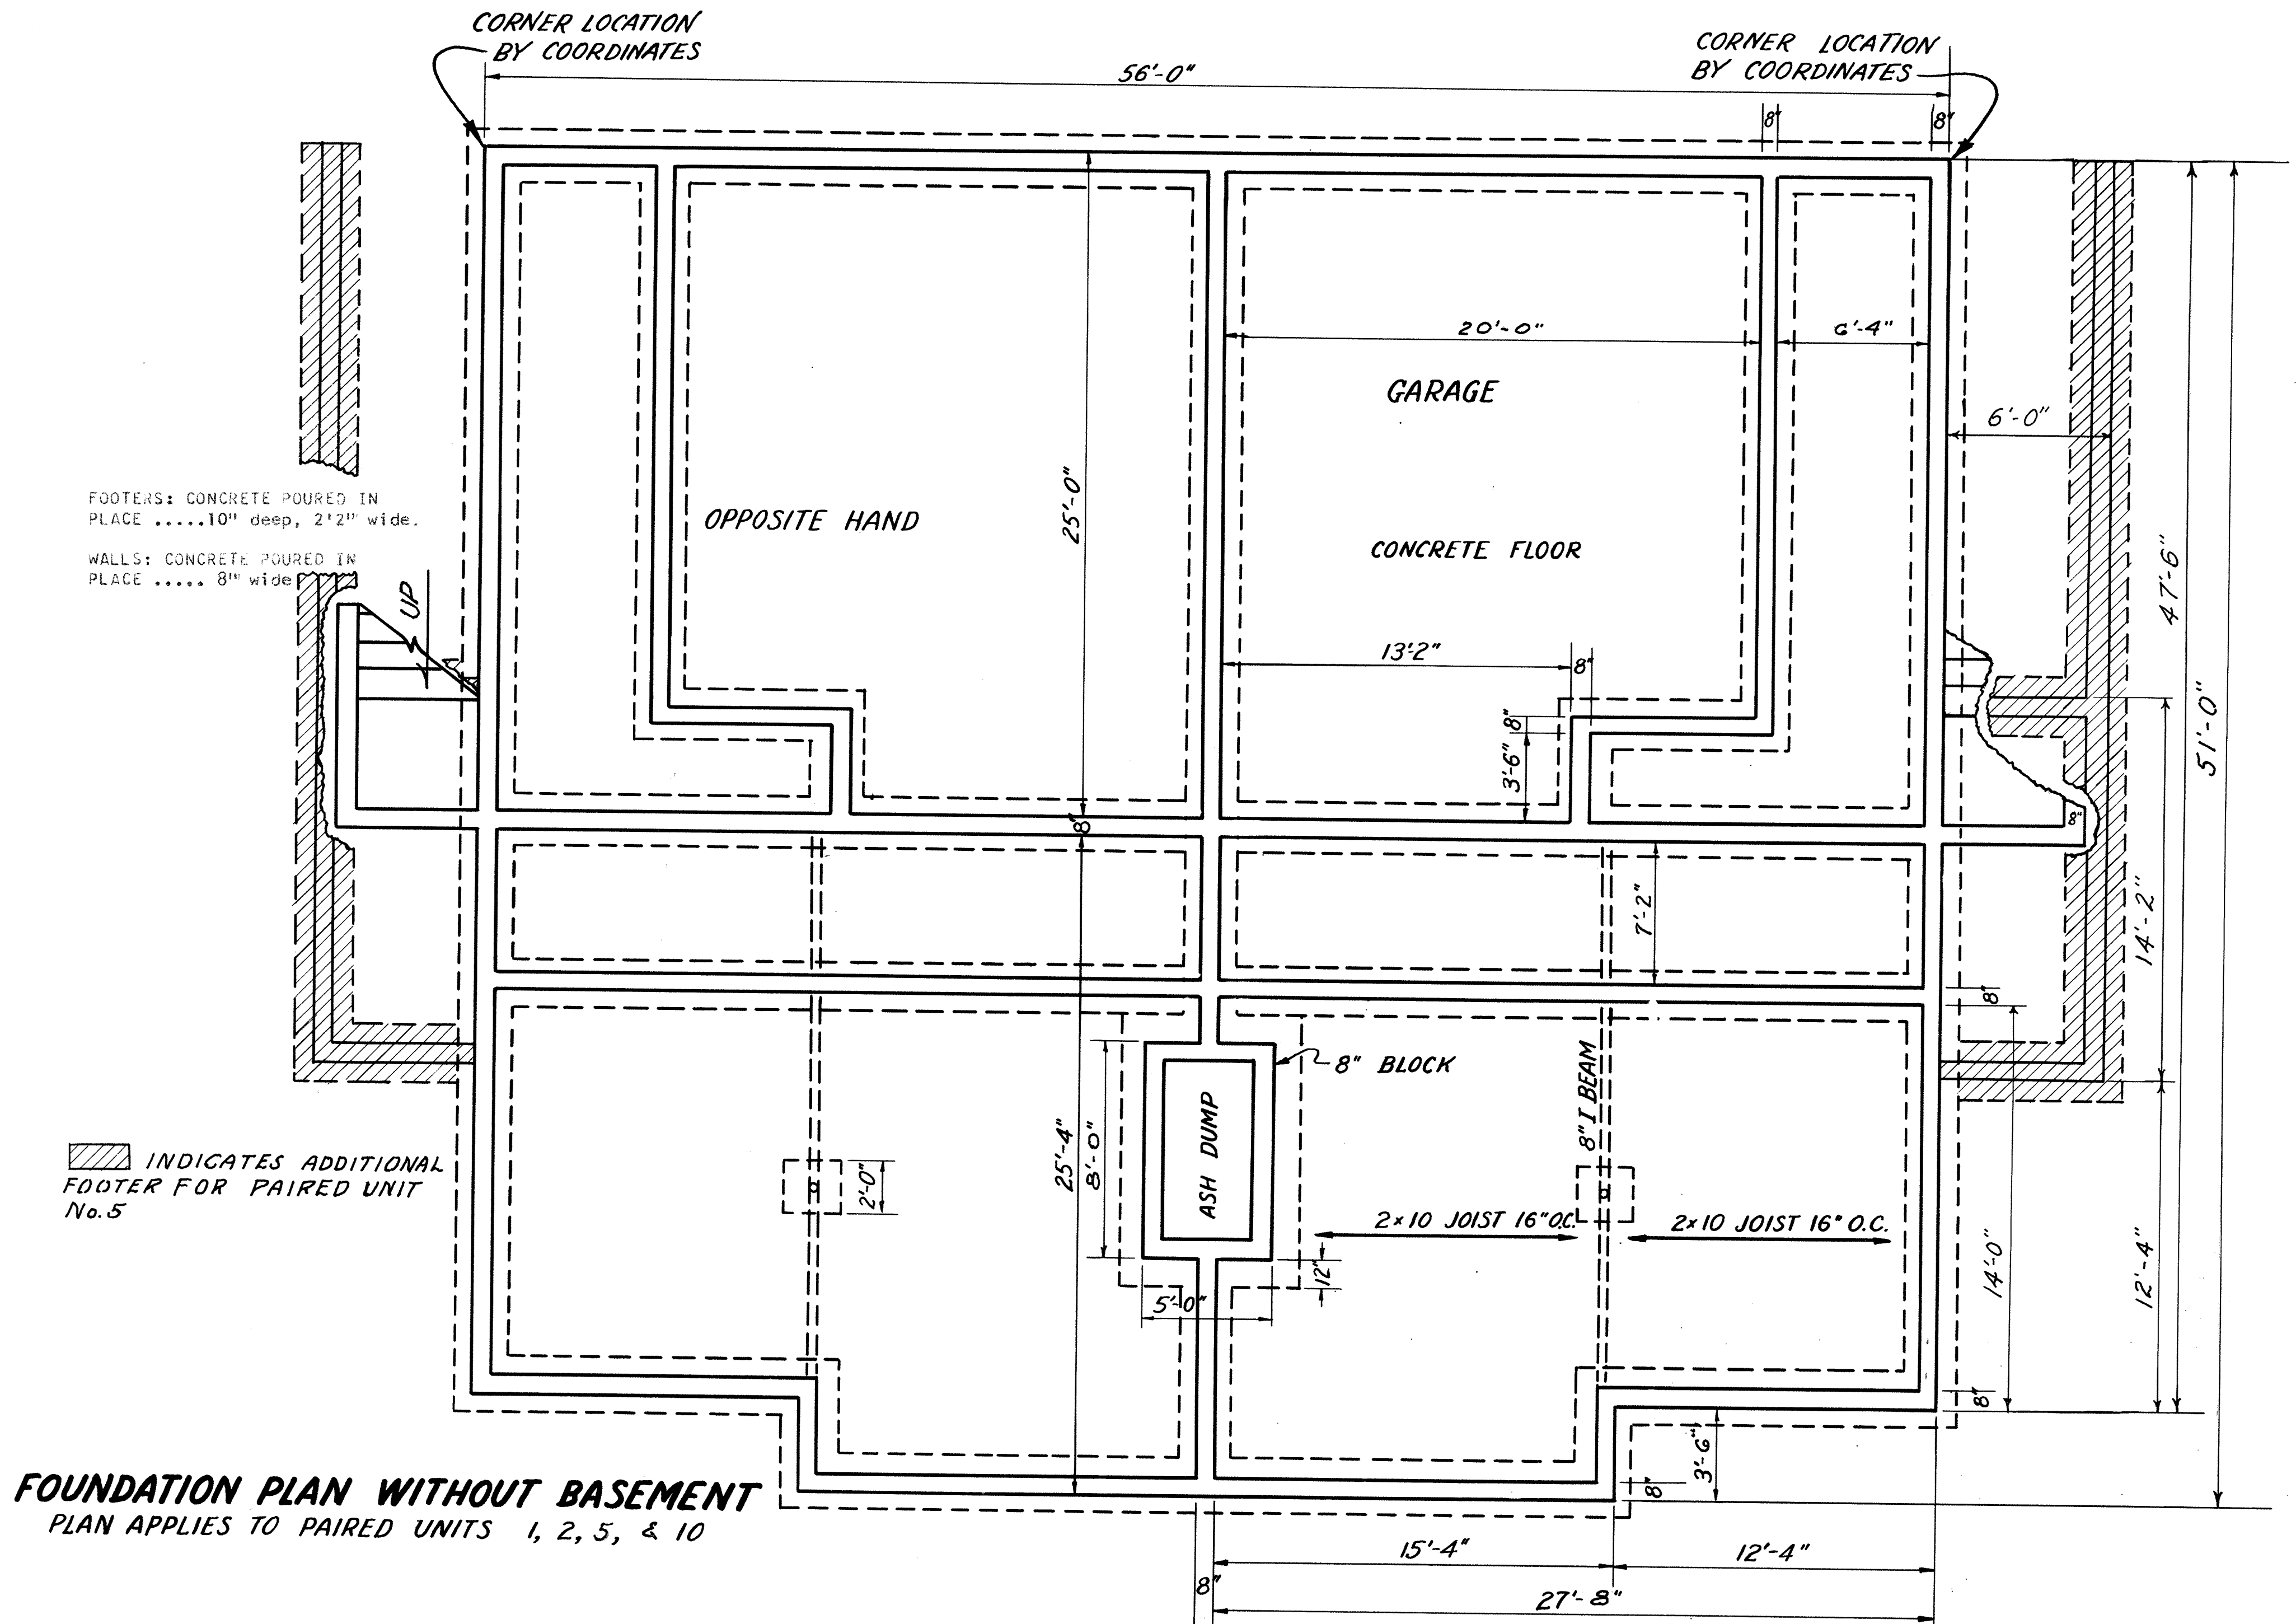 CORNER LOCATION
BY COORDINATES
CORNER LOCATION
BY COORDINATES
56'-0"
8"
8"
20'-0"
6'-4"
GARAGE
6'-0"
FOOTERS: CONCRETE POURED IN
PLACE .....10" deep, 2'2" wide.
WALLS: CONCRETE POURED IN
PLACE ..... 8" wide
OPPOSITE HAND
25'-0"
CONCRETE FLOOR
47'-6"
UP
13'2"
8"
8"
3'-6"
51'-0"
8"
8"
7'-2"
14'-2"
8"
8" BLOCK
8" I BEAM
ASH DUMP
25'-4"
8'-0"
INDICATES ADDITIONAL
FOOTER FOR PAIRED UNIT
No. 5
2'-0"
2×10 JOIST 16" O.C.
2×10 JOIST 16" O.C.
12"
14'-0"
12'-4"
5'-0"
8"
3'-6"
8"
FOUNDATION PLAN WITHOUT BASEMENT
PLAN APPLIES TO PAIRED UNITS 1, 2, 5, & 10
15'-4"
12'-4"
8"
27'-8"